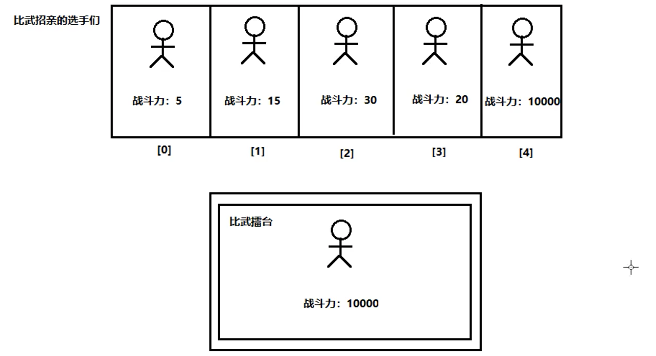 比武招亲的选手们
战斗力：5
战斗力：15
战斗力：30
战斗力：20
战斗力：10000
[0]
[1]
[2]
[3]
[4]
比武擂台
战斗力：10000